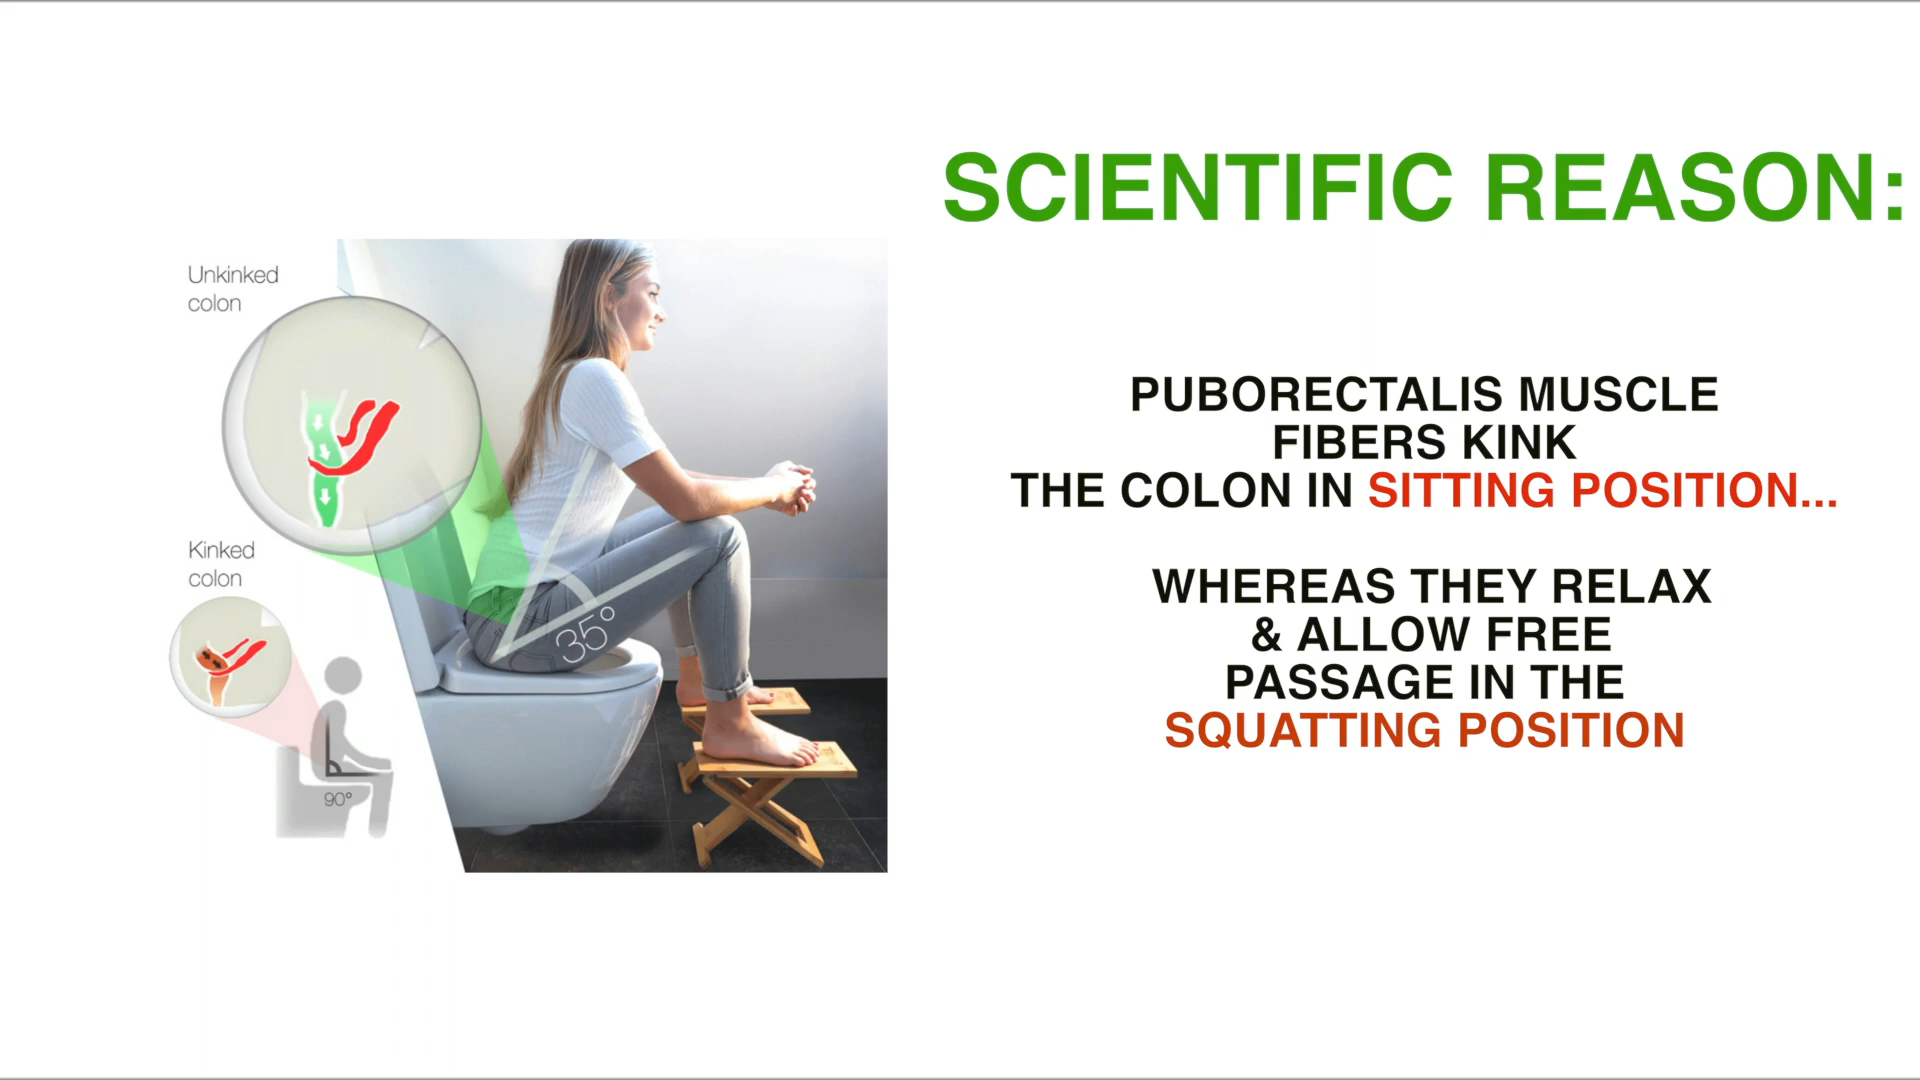 SCIENTIFIC REASON:
Unkinked
colon
Kinked
colon
35°
90°
PUBORECTALIS MUSCLE
FIBERS KINK
THE COLON IN SITTING POSITION...
WHEREAS THEY RELAX
& ALLOW FREE
PASSAGE IN THE
SQUATTING POSITION